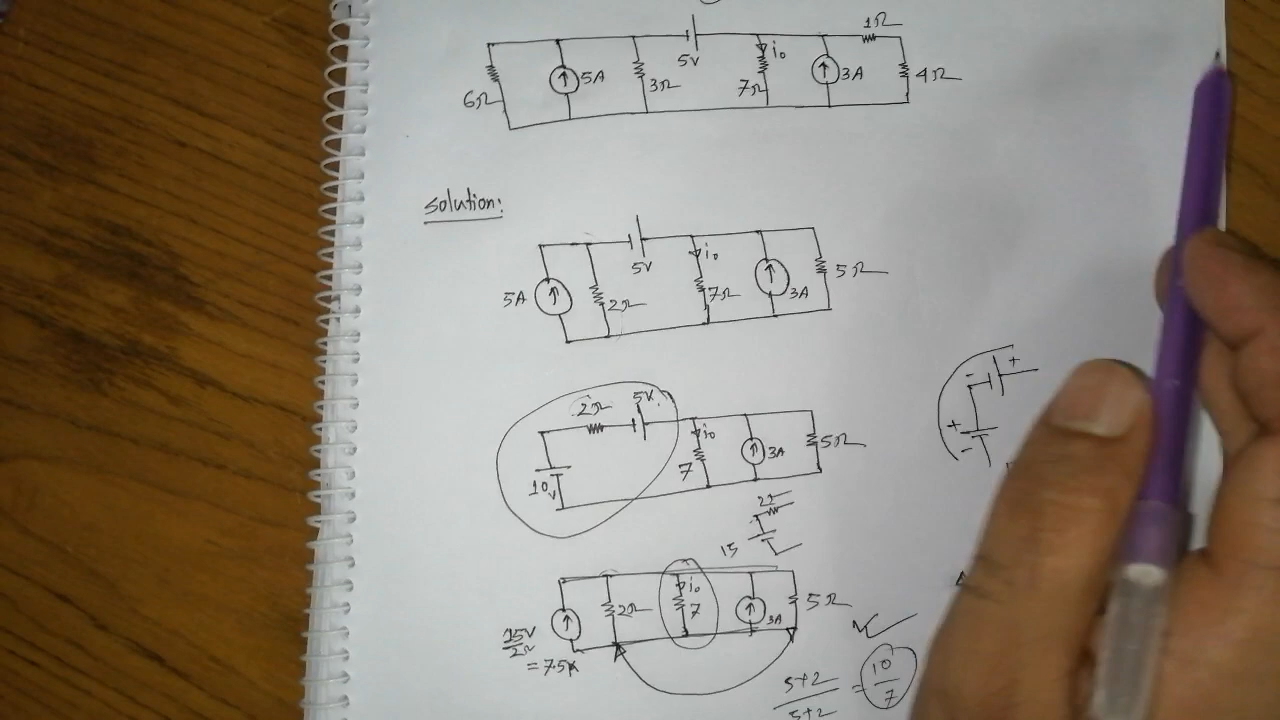 1Ω
6Ω 5A 3Ω 5V i₀ 7Ω 3A 4Ω
solution:
5A 2Ω 5V i₀ 7Ω 3A 5Ω
10V 2Ω 5V i₀ 7 3A 5Ω
- +
+
-
15 2Ω
15V/2Ω
= 7.5A
2Ω i₀ 7 3A 5Ω
5+2/5+2 = 10/7